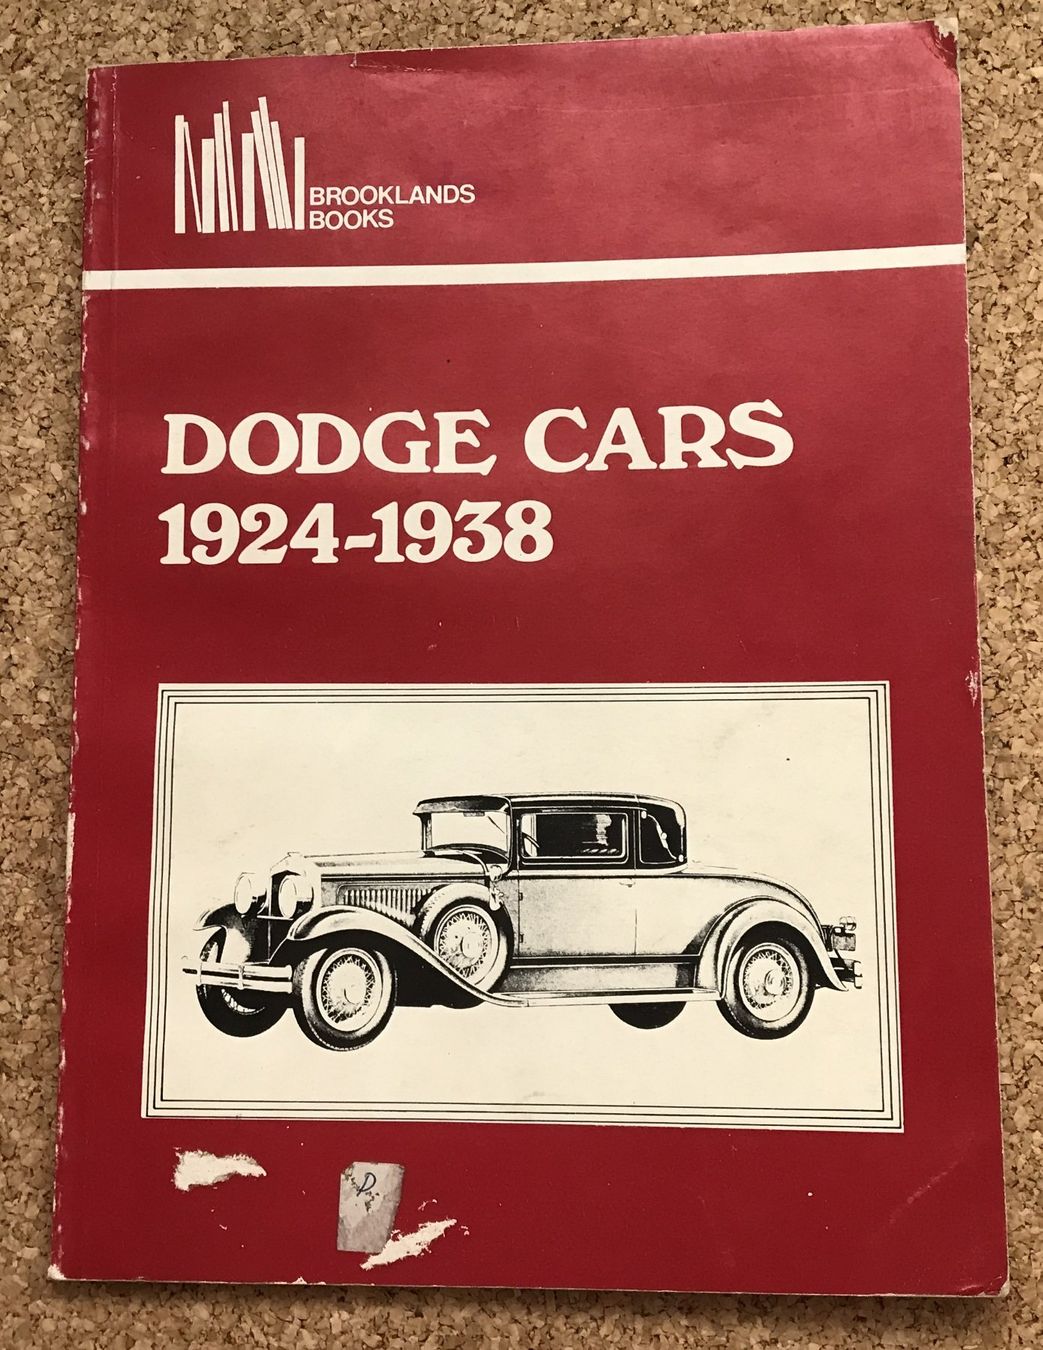 BROOKLANDS
BOOKS
DODGE CARS
1924-1938
D